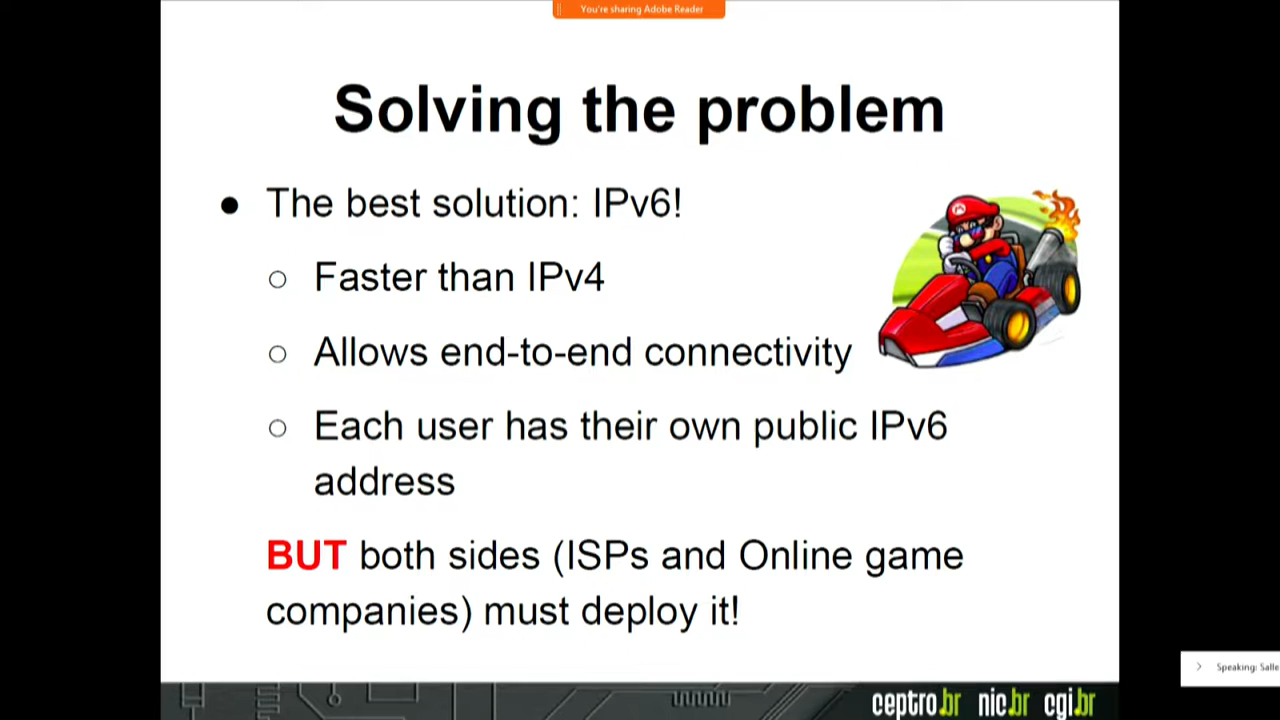 You're sharing Adobe Reader
Solving the problem
● The best solution: IPv6!
○ Faster than IPv4
○ Allows end-to-end connectivity
○ Each user has their own public IPv6
address
BUT both sides (ISPs and Online game
companies) must deploy it!
Speaking: Salle
ceptro.br nic.br cgi.br